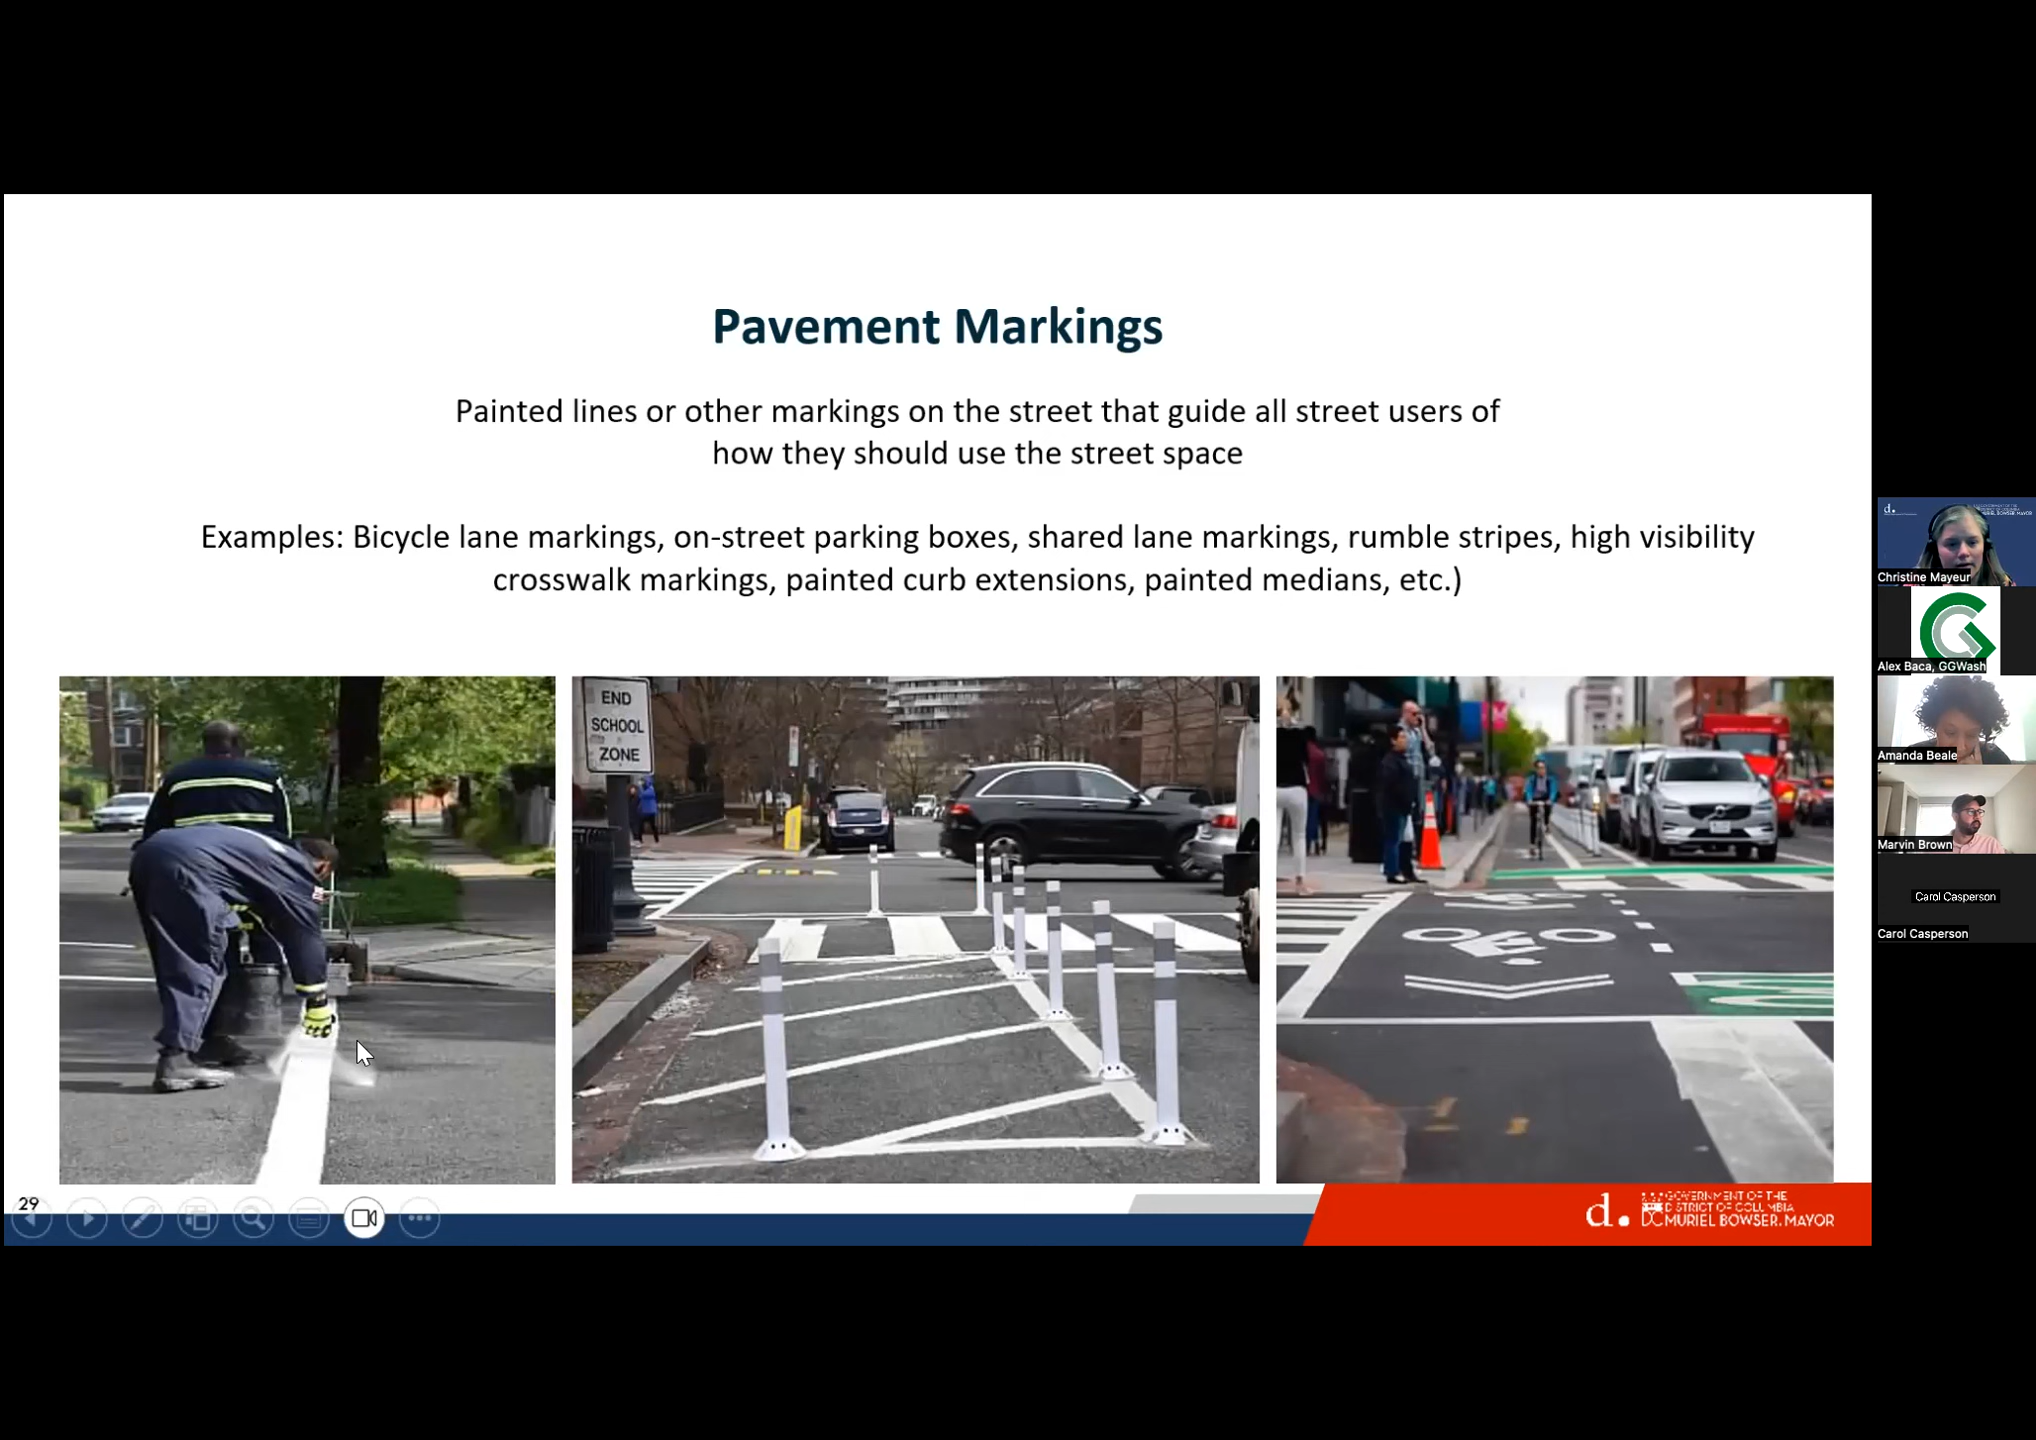 Pavement Markings
Painted lines or other markings on the street that guide all street users of
how they should use the street space
Examples: Bicycle lane markings, on-street parking boxes, shared lane markings, rumble stripes, high visibility
crosswalk markings, painted curb extensions, painted medians, etc.)
END
SCHOOL
ZONE
29
d.
GOVERNMENT OF THE
DISTRICT OF COLUMBIA
DC MURIEL BOWSER, MAYOR
Christine Mayeur
Alex Baca, GGWash
Amanda Beale
Marvin Brown
Carol Casperson
Carol Casperson